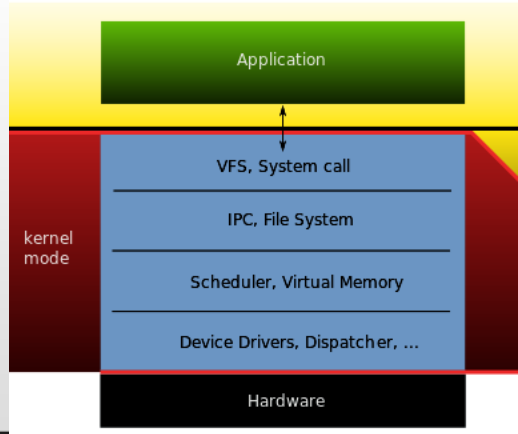 Application
VFS, System call
IPC, File System
kernel
mode
Scheduler, Virtual Memory
Device Drivers, Dispatcher, ...
Hardware